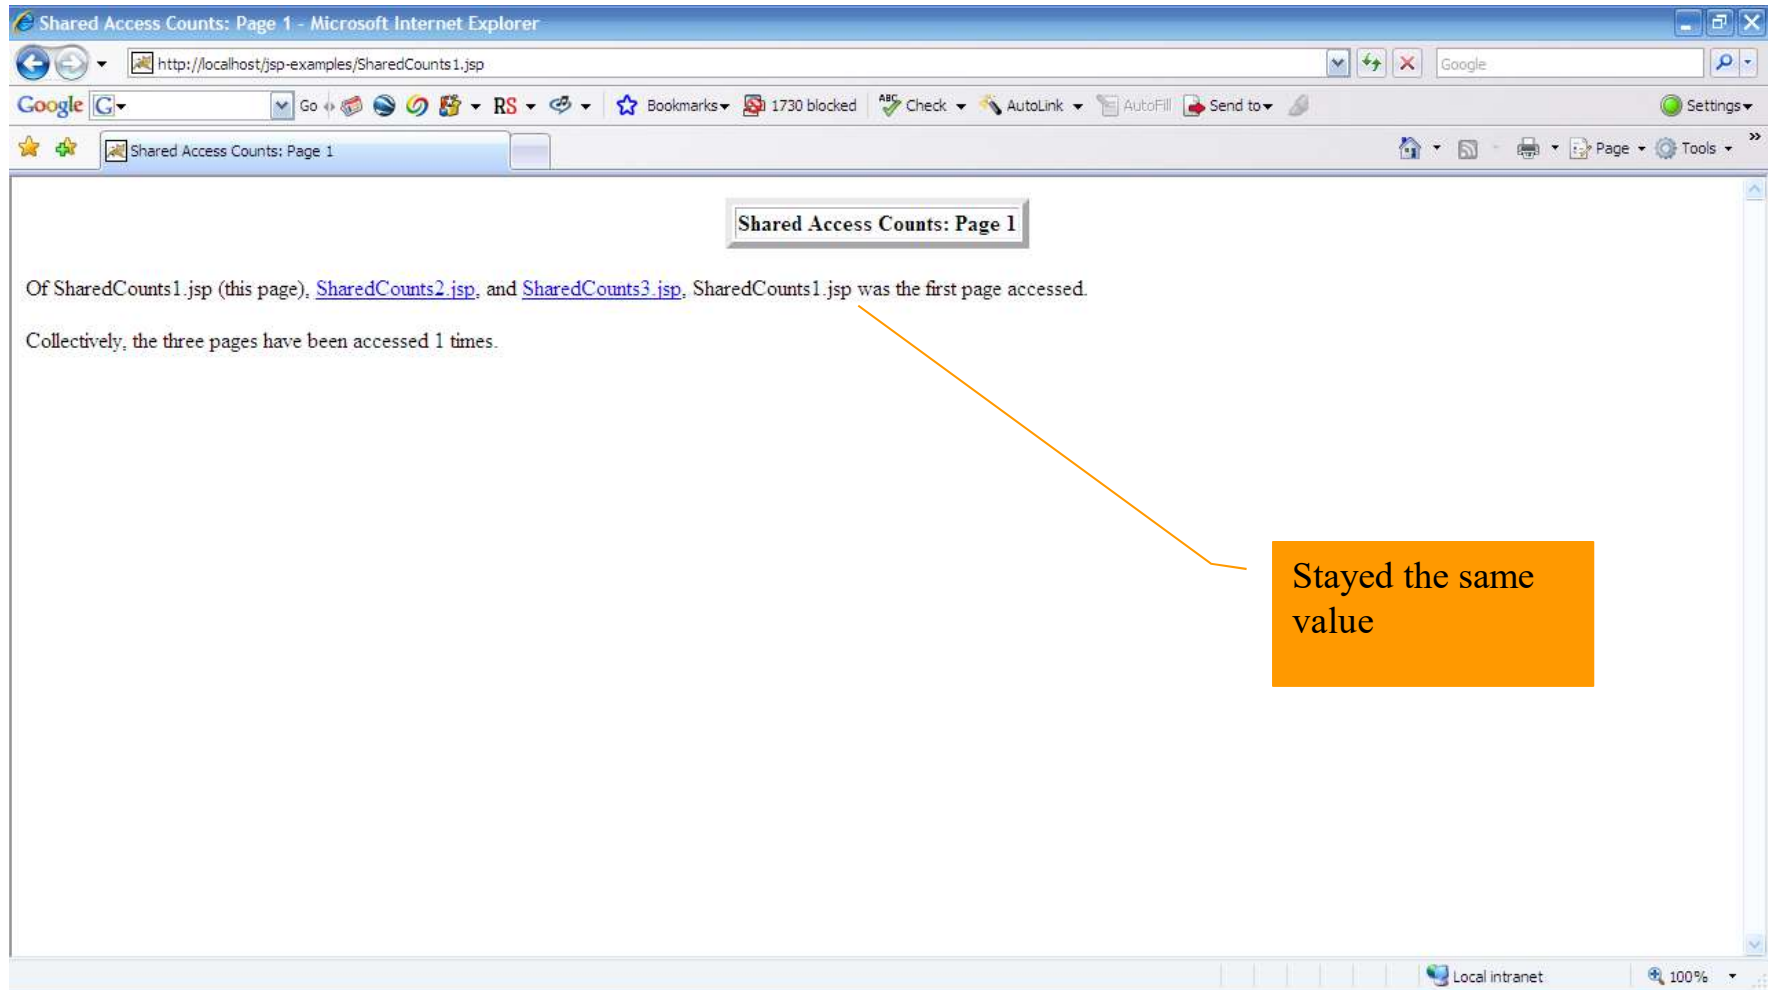 Shared Access Counts: Page 1 - Microsoft Internet Explorer
http://localhost/jsp-examples/SharedCounts1.jsp
Google
Google G Go RS Bookmarks 1730 blocked ABC Check AutoLink AutoFill Send to Settings
Shared Access Counts: Page 1
Page Tools »
Shared Access Counts: Page 1
Of SharedCounts1.jsp (this page), SharedCounts2.jsp, and SharedCounts3.jsp, SharedCounts1.jsp was the first page accessed.
Collectively, the three pages have been accessed 1 times.
Stayed the same
value
Local intranet 100%